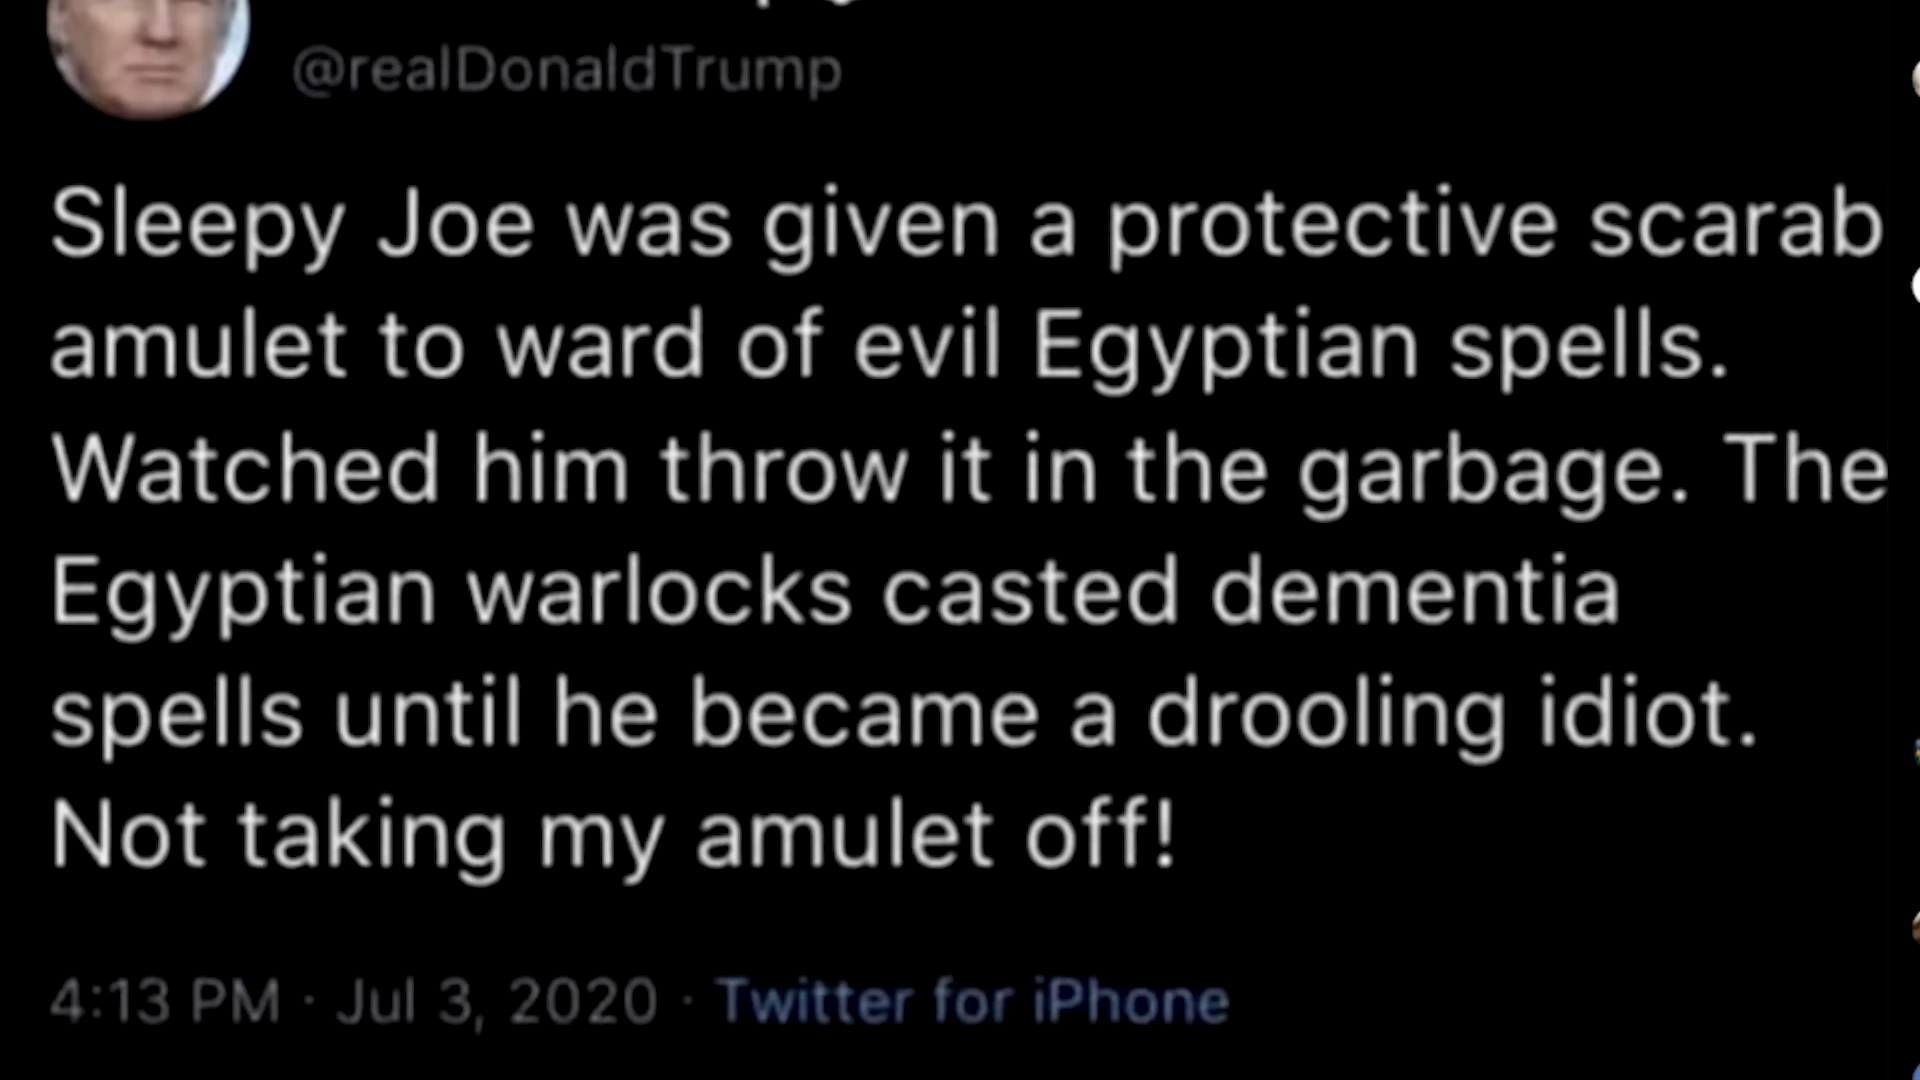 @realDonaldTrump
Sleepy Joe was given a protective scarab
amulet to ward of evil Egyptian spells.
Watched him throw it in the garbage. The
Egyptian warlocks casted dementia
spells until he became a drooling idiot.
Not taking my amulet off!
4:13 PM · Jul 3, 2020 · Twitter for iPhone